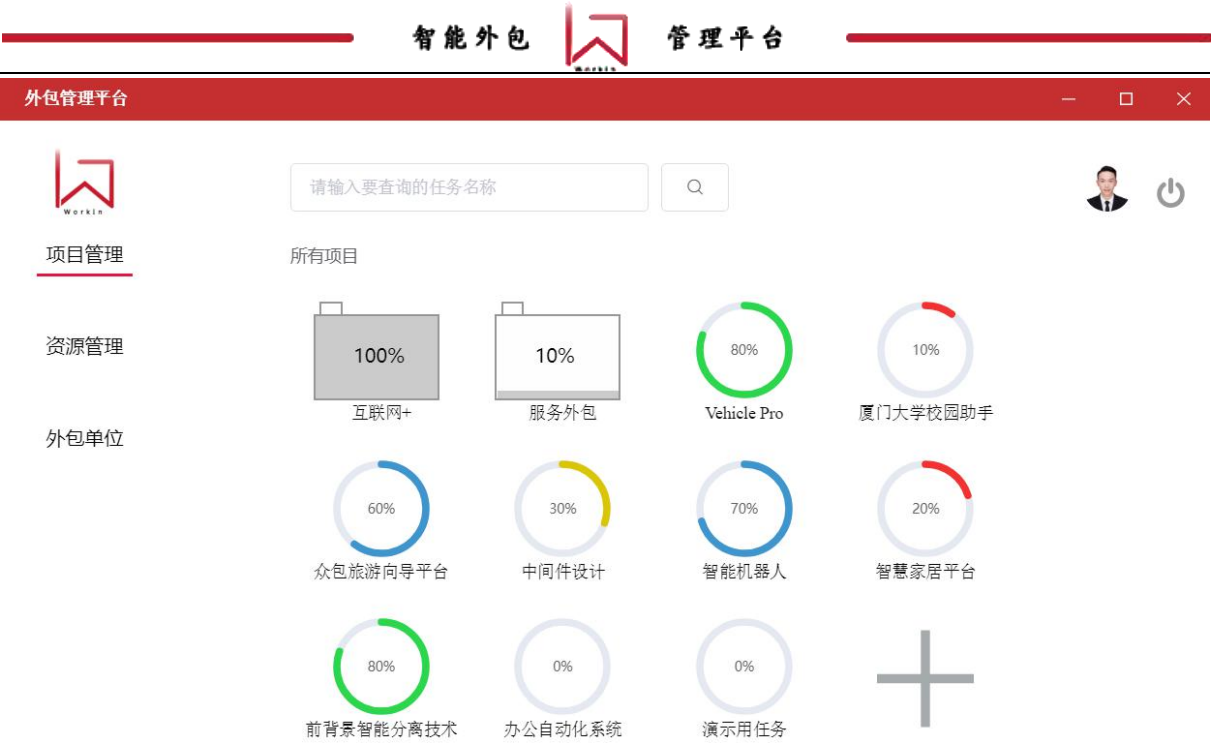 智能外包 Workin 管理平台
外包管理平台
Workin
请输入要查询的任务名称
项目管理
所有项目
资源管理
外包单位
100% 10% 80% 10%
互联网+ 服务外包 Vehicle Pro 厦门大学校园助手
60% 30% 70% 20%
众包旅游向导平台 中间件设计 智能机器人 智慧家居平台
80% 0% 0%
前背景智能分离技术 办公自动化系统 演示用任务